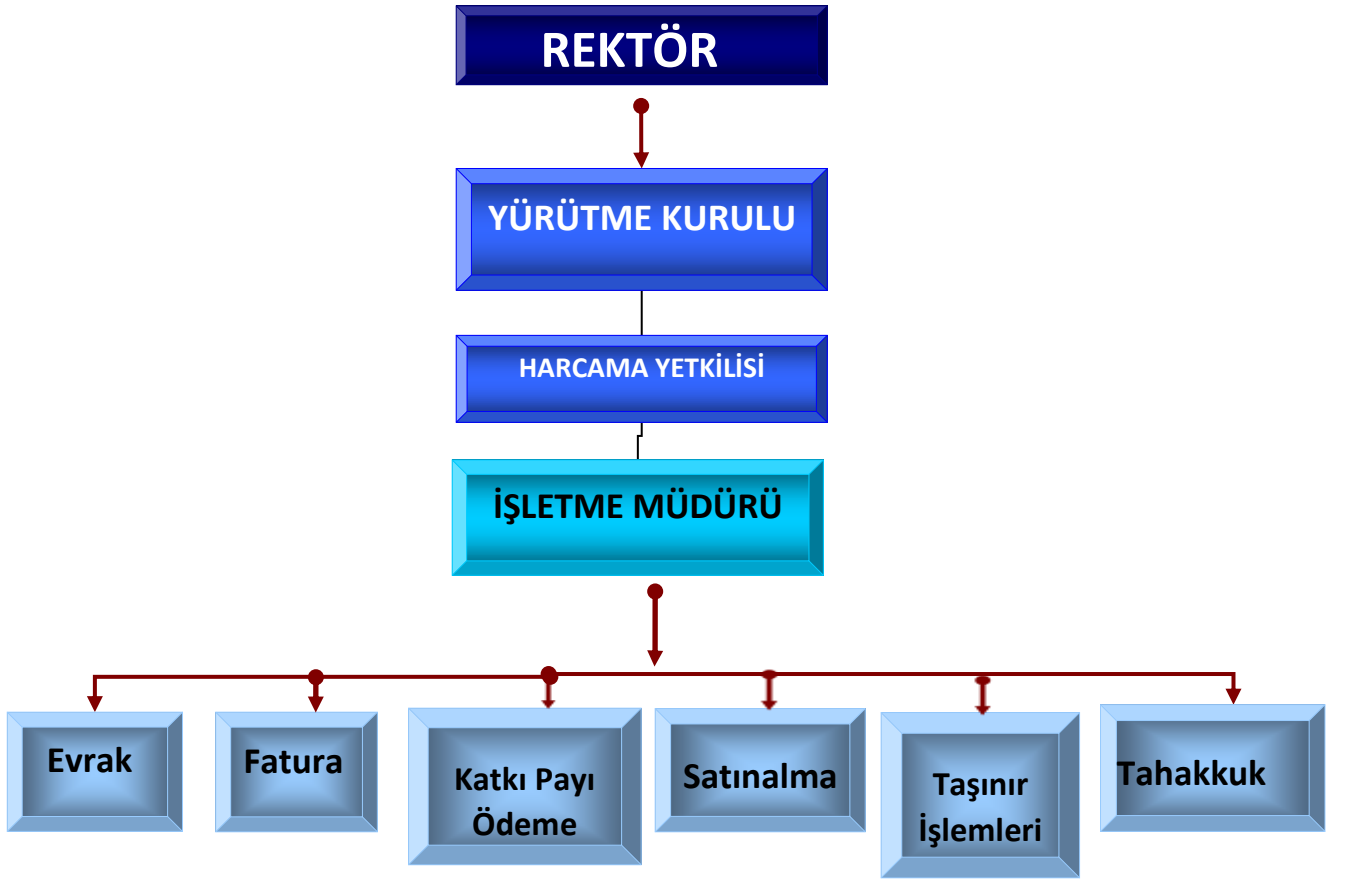 REKTÖR
YÜRÜTME KURULU
HARCAMA YETKİLİSİ
İŞLETME MÜDÜRÜ
Evrak
Fatura
Katkı Payı
Ödeme
Satınalma
Taşınır
İşlemleri
Tahakkuk